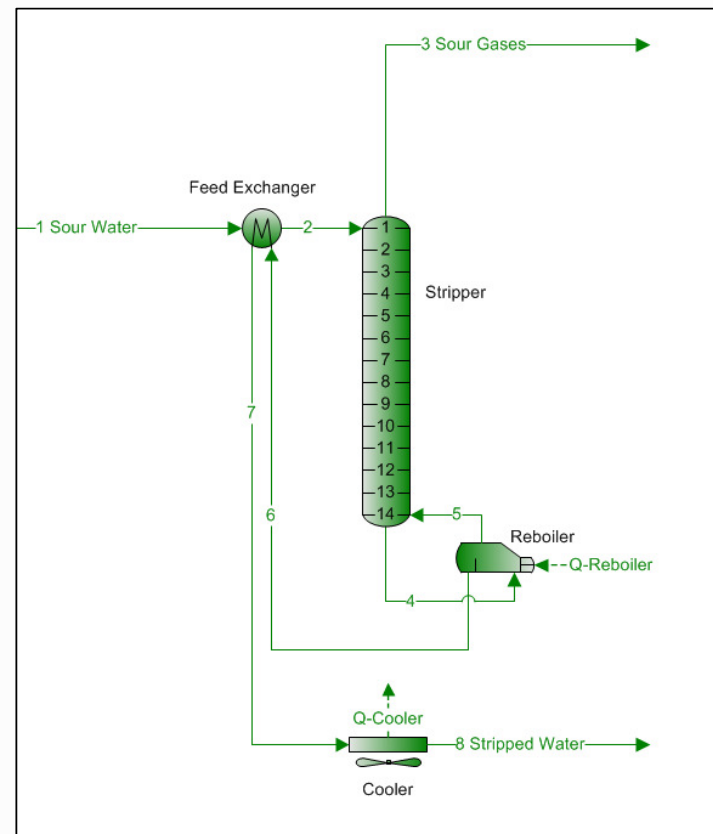 3 Sour Gases
Feed Exchanger
1 Sour Water
2
1
2
3
4
Stripper
5
6
7
8
9
7
10
11
12
13
6
14
5
Reboiler
Q-Reboiler
4
Q-Cooler
8 Stripped Water
Cooler